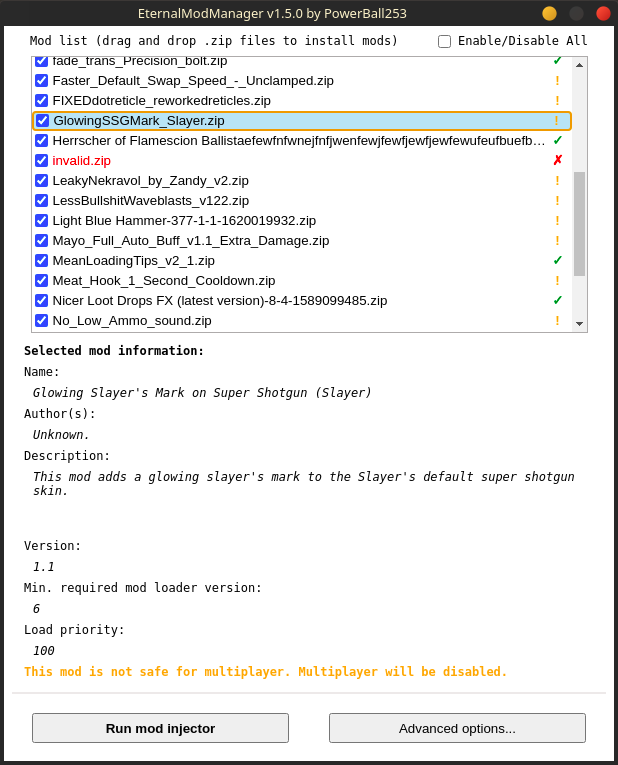 EternalModManager v1.5.0 by PowerBall253
Mod list (drag and drop .zip files to install mods) Enable/Disable All
fade_trans_Precision_bolt.zip ✓
Faster_Default_Swap_Speed_-_Unclamped.zip !
FIXEDdotreticle_reworkedreticles.zip !
GlowingSSGMark_Slayer.zip !
Herrscher of Flamescion Ballistaefewfnfwnejfnfjwenfewjfewfjewfjewfewufeufbuefb… ✓
invalid.zip ✗
LeakyNekravol_by_Zandy_v2.zip !
LessBullshitWaveblasts_v122.zip !
Light Blue Hammer-377-1-1-1620019932.zip !
Mayo_Full_Auto_Buff_v1.1_Extra_Damage.zip !
MeanLoadingTips_v2_1.zip ✓
Meat_Hook_1_Second_Cooldown.zip !
Nicer Loot Drops FX (latest version)-8-4-1589099485.zip ✓
No_Low_Ammo_sound.zip !
Selected mod information:
Name:
Glowing Slayer's Mark on Super Shotgun (Slayer)
Author(s):
Unknown.
Description:
This mod adds a glowing slayer's mark to the Slayer's default super shotgun
skin.
Version:
1.1
Min. required mod loader version:
6
Load priority:
100
This mod is not safe for multiplayer. Multiplayer will be disabled.
Run mod injector Advanced options...